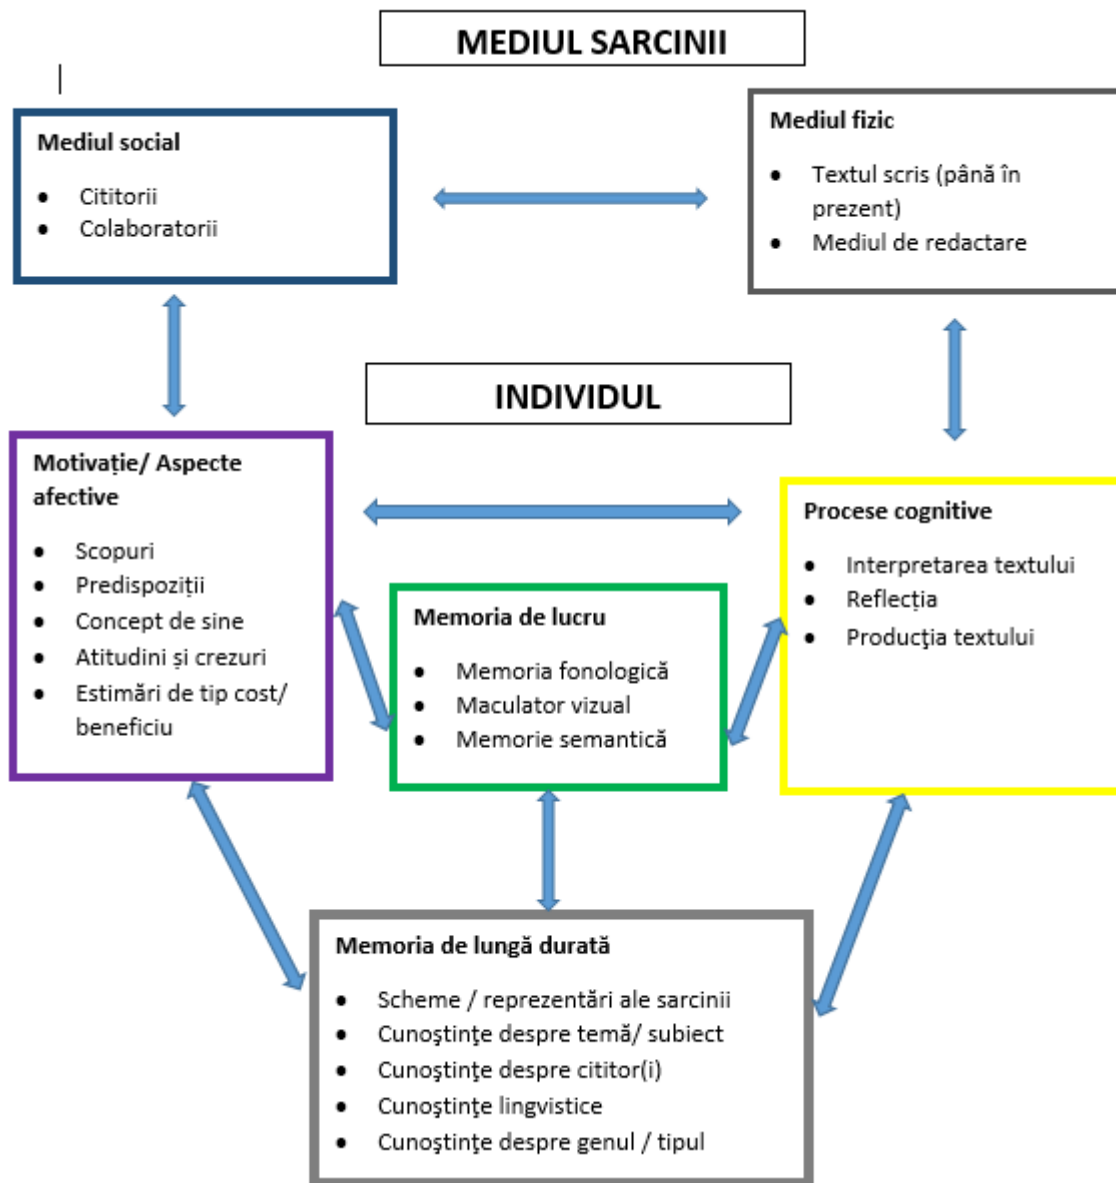 MEDIUL SARCINII
Mediul social
• Cititorii
• Colaboratorii
Mediul fizic
• Textul scris (până în
prezent)
• Mediul de redactare
INDIVIDUL
Motivație/ Aspecte
afective
• Scopuri
• Predispoziții
• Concept de sine
• Atitudini și crezuri
• Estimări de tip cost/
beneficiu
Memoria de lucru
• Memoria fonologică
• Maculator vizual
• Memorie semantică
Procese cognitive
• Interpretarea textului
• Reflecția
• Producţia textului
Memoria de lungă durată
• Scheme / reprezentări ale sarcinii
• Cunoştinţe despre temă/ subiect
• Cunoştinţe despre cititor(i)
• Cunoştinţe lingvistice
• Cunoştinţe despre genul / tipul